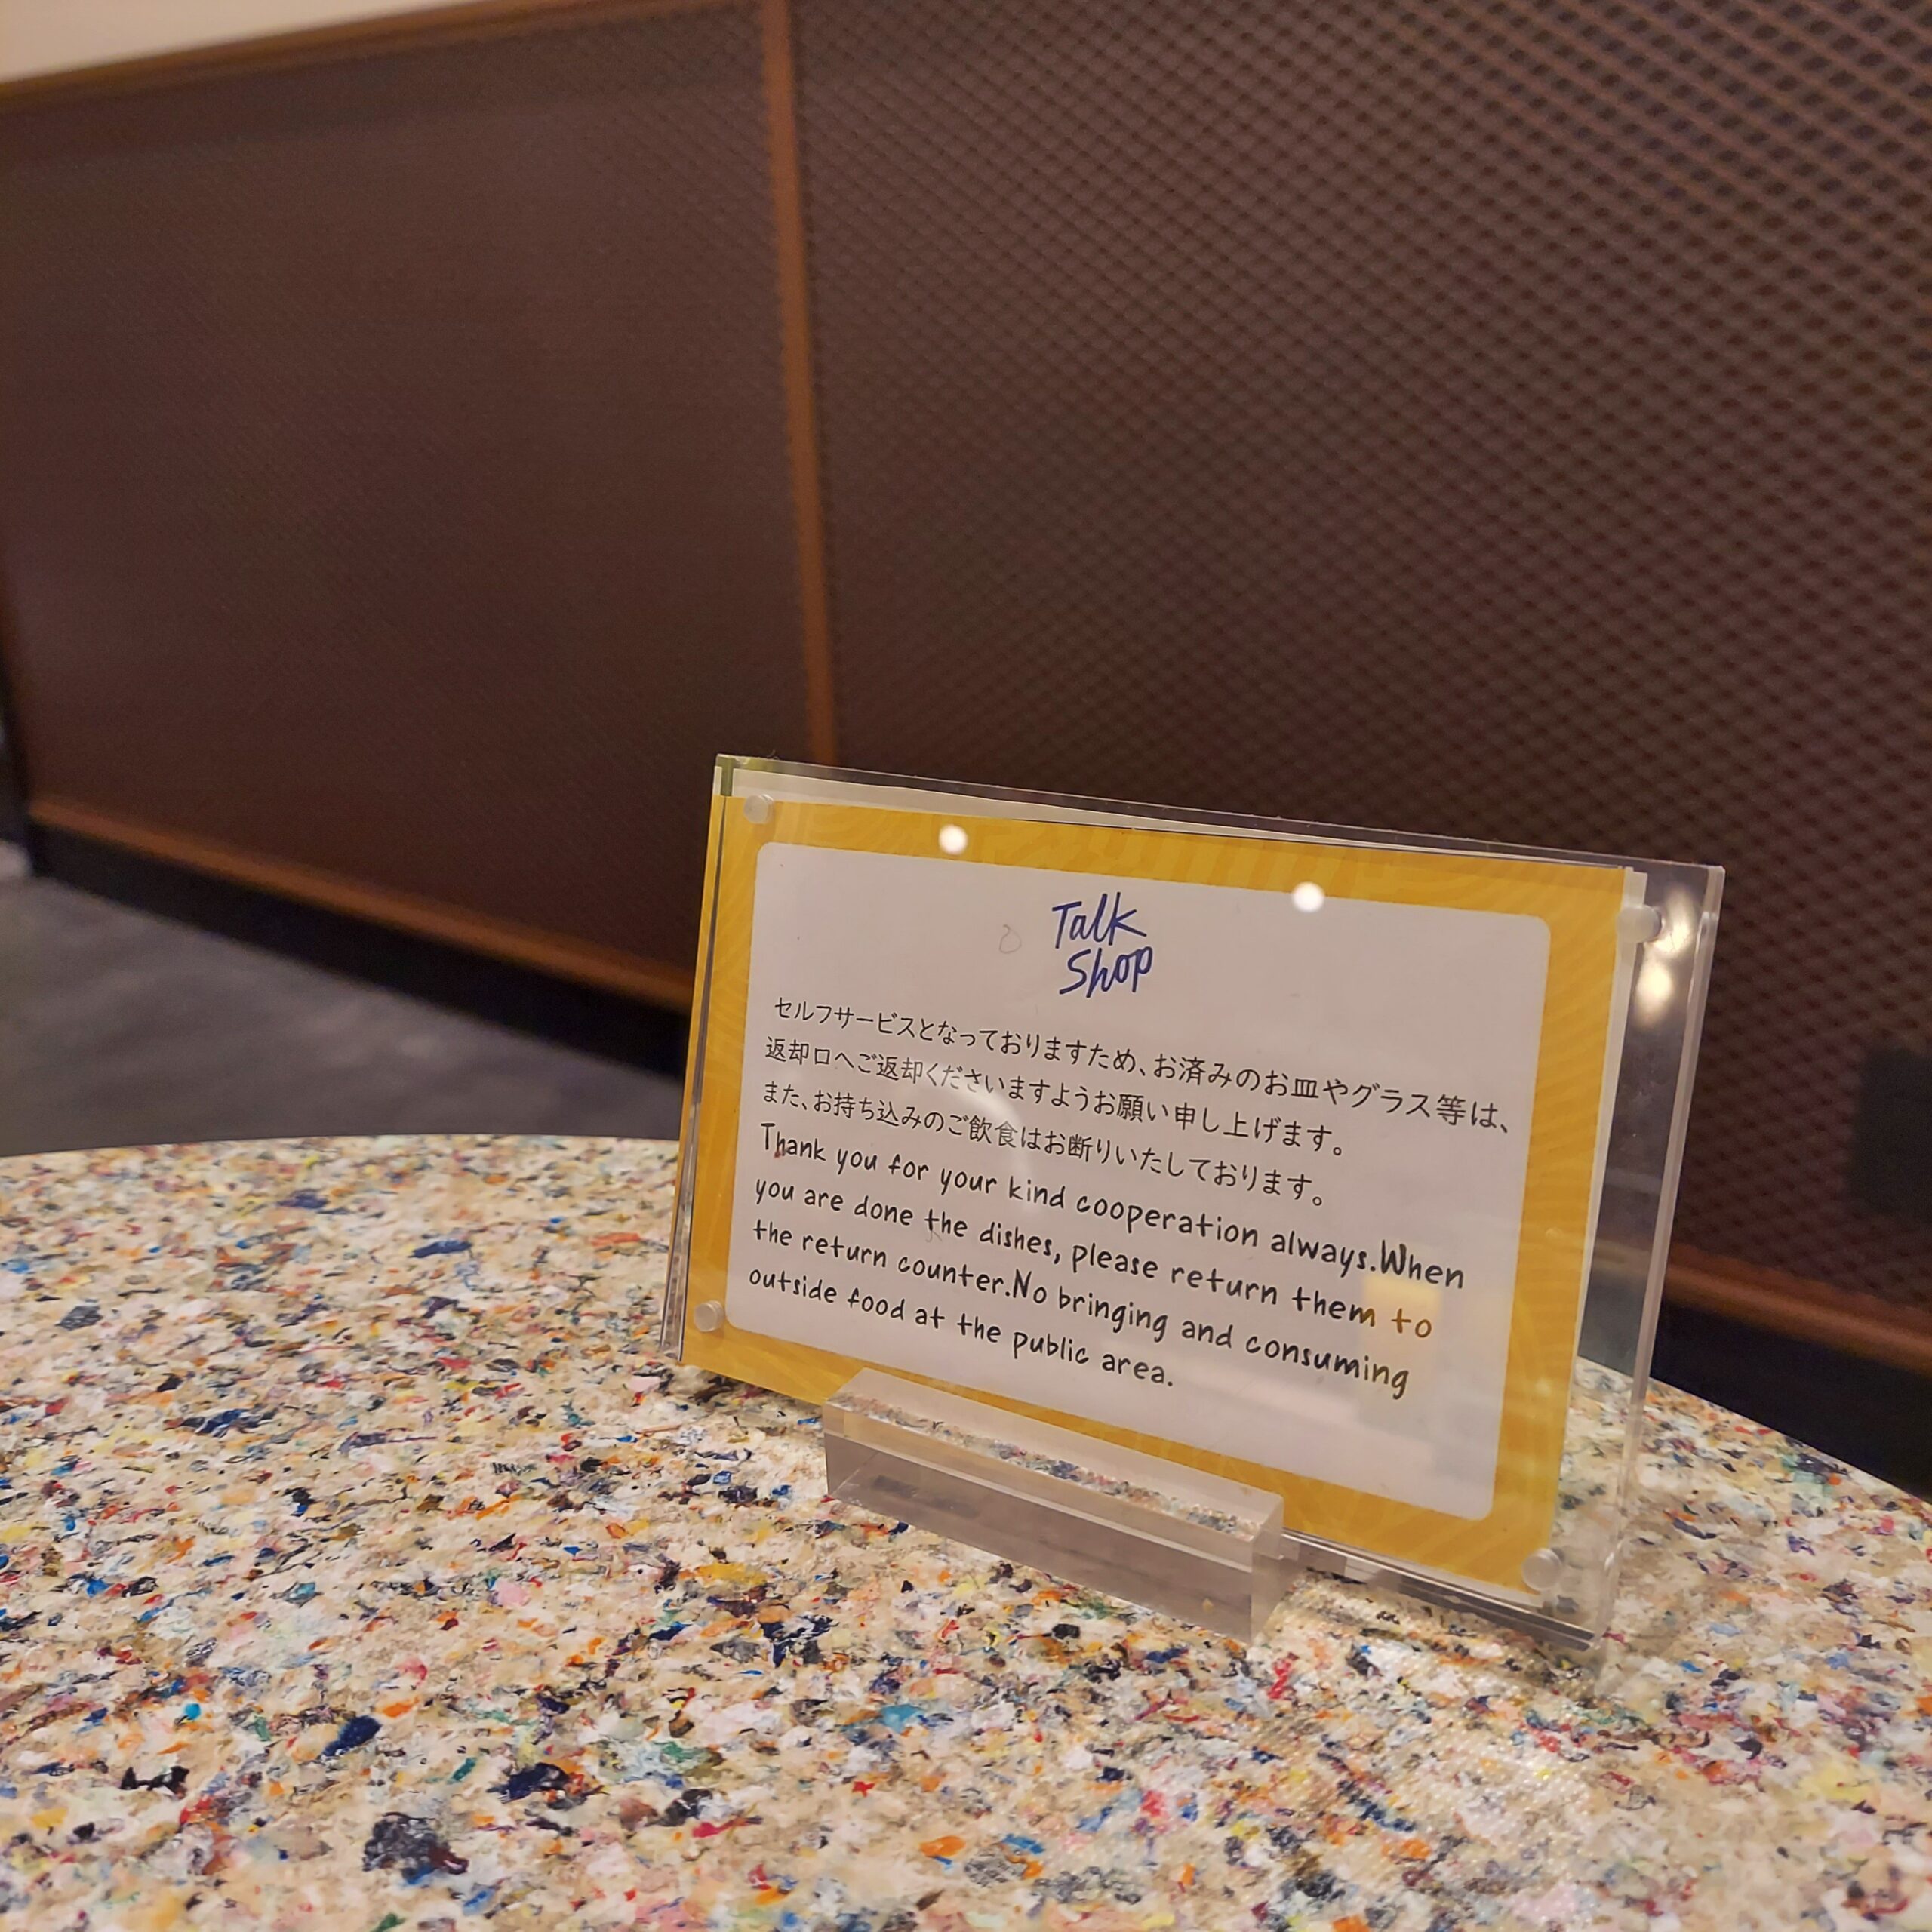 Talk
Shop
セルフサービスとなっておりますため、お済みのお皿やグラス等は、
返却口へご返却くださいますようお願い申し上げます。
また、お持ち込みのご飲食はお断りいたしております。
Thank you for your kind cooperation always.When
you are done the dishes, please return them to
the return counter.No bringing and consuming
outside food at the public area.